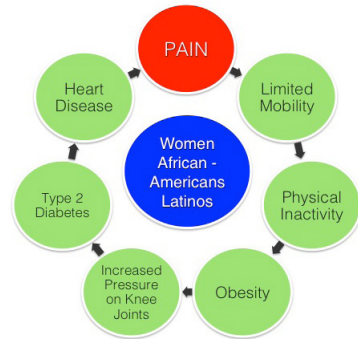 PAIN
Limited
Mobility
Physical
Inactivity
Obesity
Increased
Pressure
on Knee
Joints
Type 2
Diabetes
Heart
Disease
Women
African -
Americans
Latinos